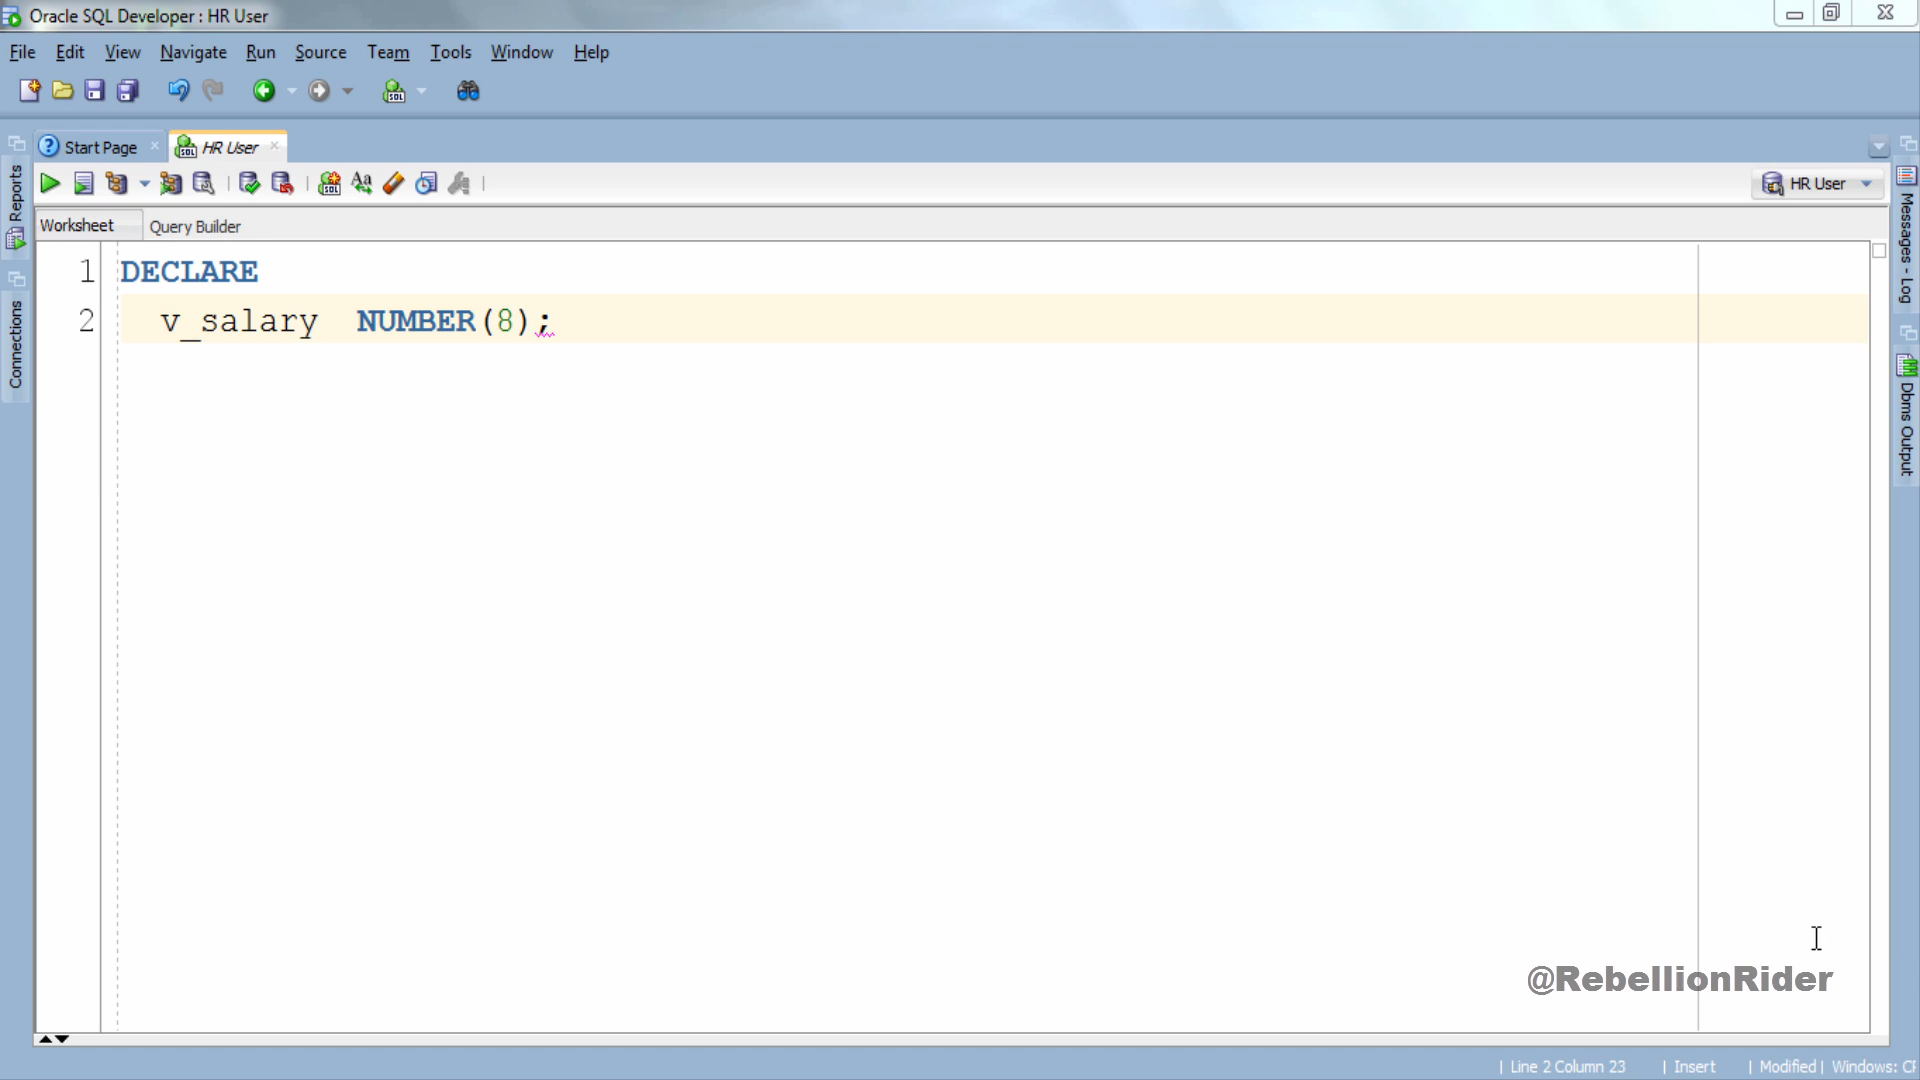 Oracle SQL Developer : HR User
File Edit View Navigate Run Source Team Tools Window Help
Start Page HR User
HR User
Worksheet Query Builder
1 DECLARE
2 v_salary NUMBER(8);
Reports
Connections
Messages - Log
Dbms Output
@RebellionRider
Line 2 Column 23 | Insert | Modified | Windows: